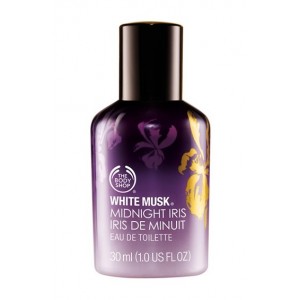 THE
BODY
SHOP®
WHITE MUSK®
MIDNIGHT IRIS
IRIS DE MINUIT
EAU DE TOILETTE
30 ml (1.0 US FL OZ)